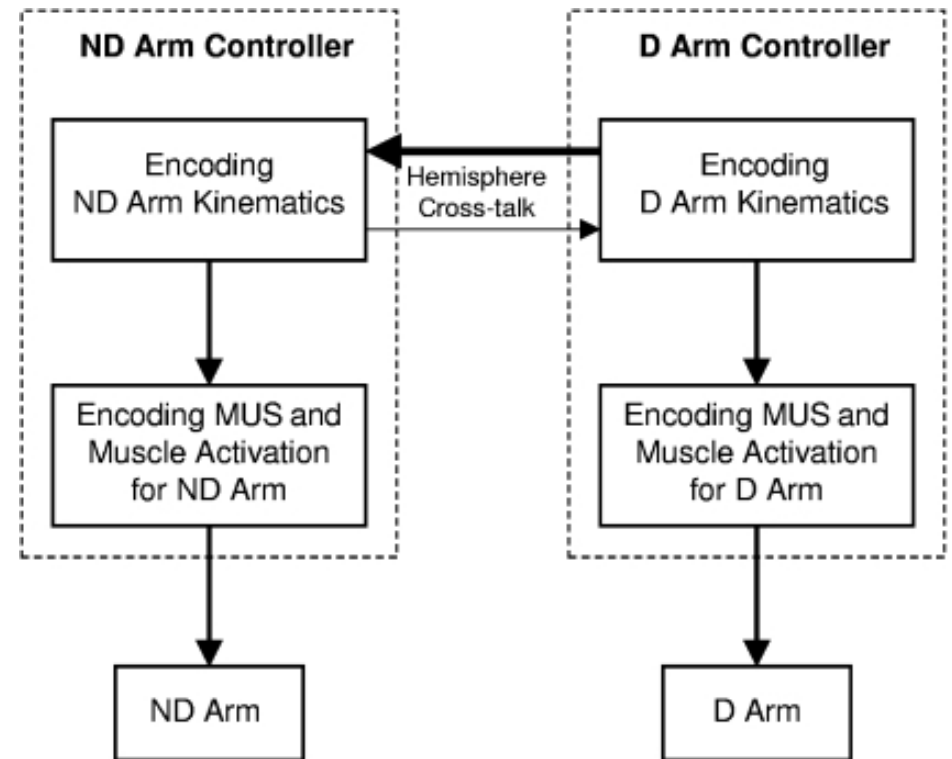 ND Arm Controller
D Arm Controller
Encoding
ND Arm Kinematics
Hemisphere
Cross-talk
Encoding
D Arm Kinematics
Encoding MUS and
Muscle Activation
for ND Arm
Encoding MUS and
Muscle Activation
for D Arm
ND Arm
D Arm